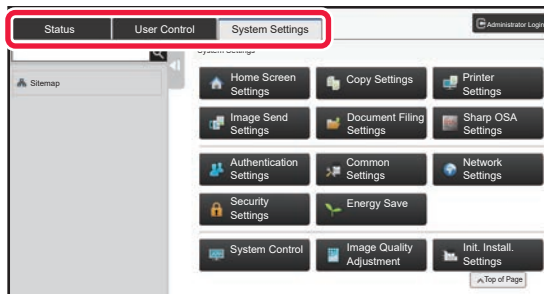 Status
User Control
System Settings
Administrator Login
System Settings
Sitemap
Home Screen
Settings
Copy Settings
Printer
Settings
Image Send
Settings
Document Filing
Settings
Sharp OSA
Settings
Authentication
Settings
Common
Settings
Network
Settings
Security
Settings
Energy Save
System Control
Image Quality
Adjustment
Init. Install.
Settings
Top of Page